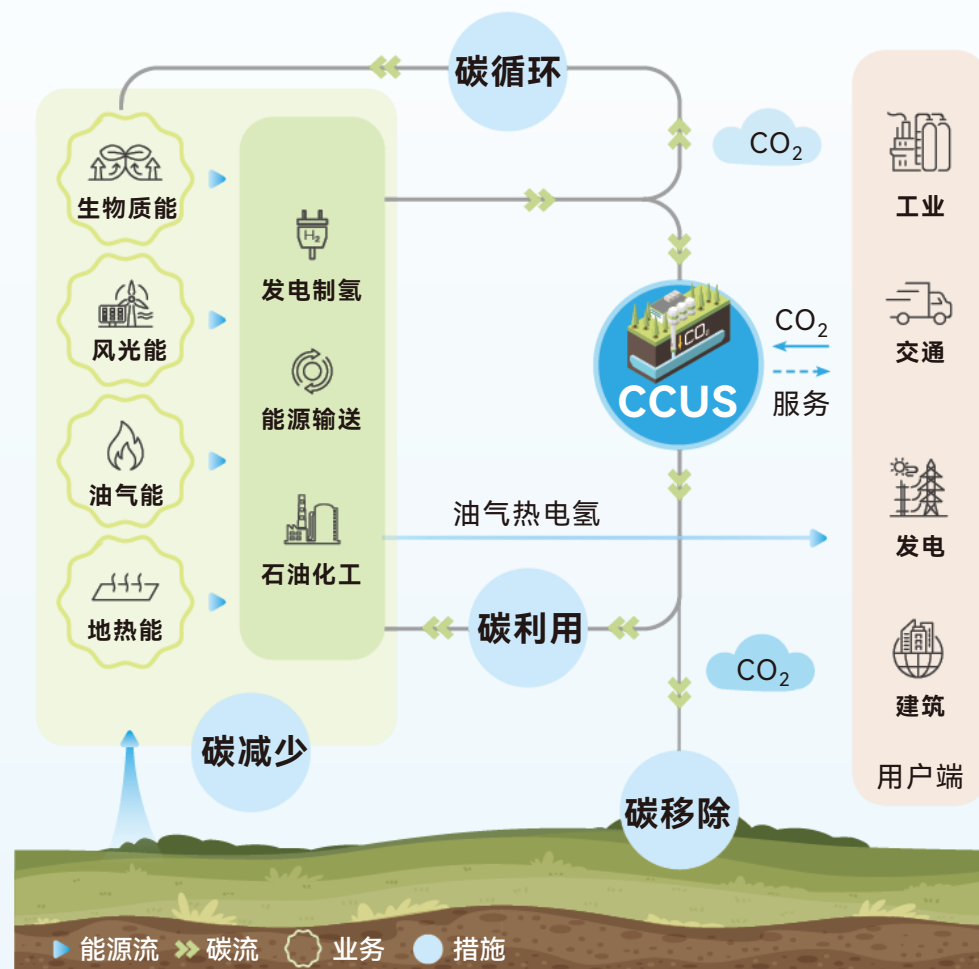 碳循环
CO₂
生物质能
风光能
油气能
地热能
H₂
发电制氢
能源输送
石油化工
CO₂
CCUS
CO₂
服务
油气热电氢
碳利用
CO₂
碳减少
碳移除
工业
交通
发电
建筑
用户端
能源流 碳流 业务 措施